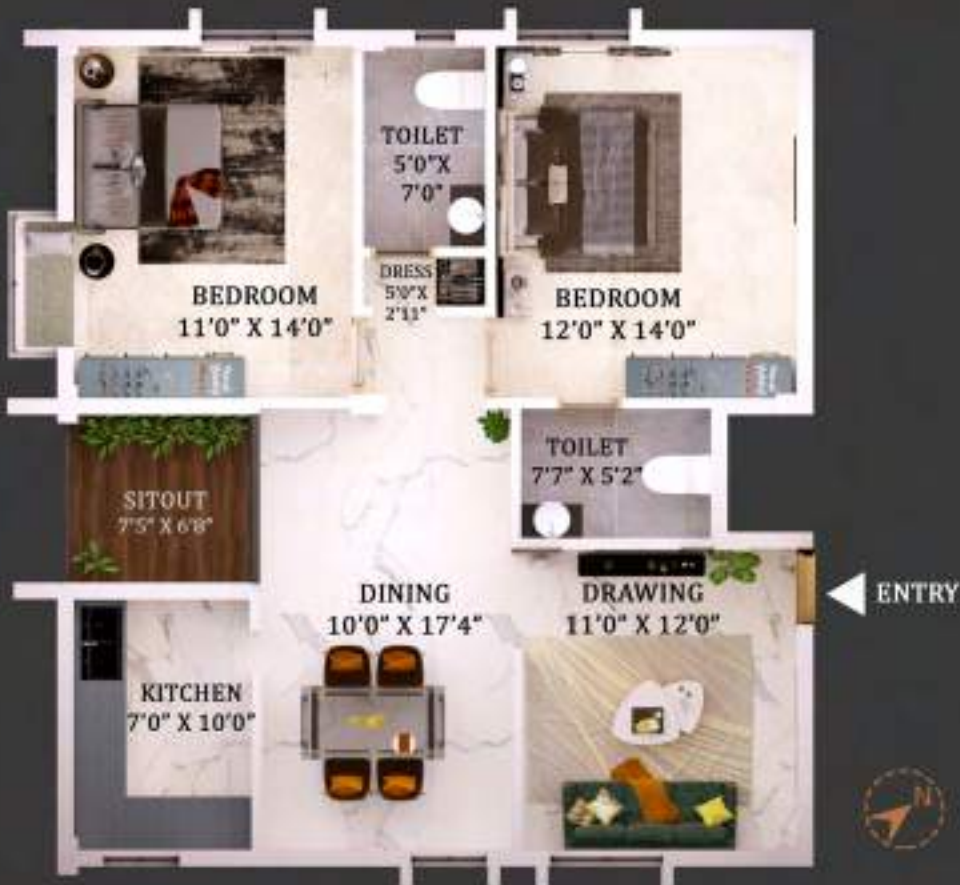 TOILET
5'0"X
7'0"
DRESS
5'0"X
2'11"
BEDROOM
11'0" X 14'0"
BEDROOM
12'0" X 14'0"
TOILET
7'7" X 5'2"
SITOUT
7'5" X 6'8"
DINING
10'0" X 17'4"
DRAWING
11'0" X 12'0"
ENTRY
KITCHEN
7'0" X 10'0"
N